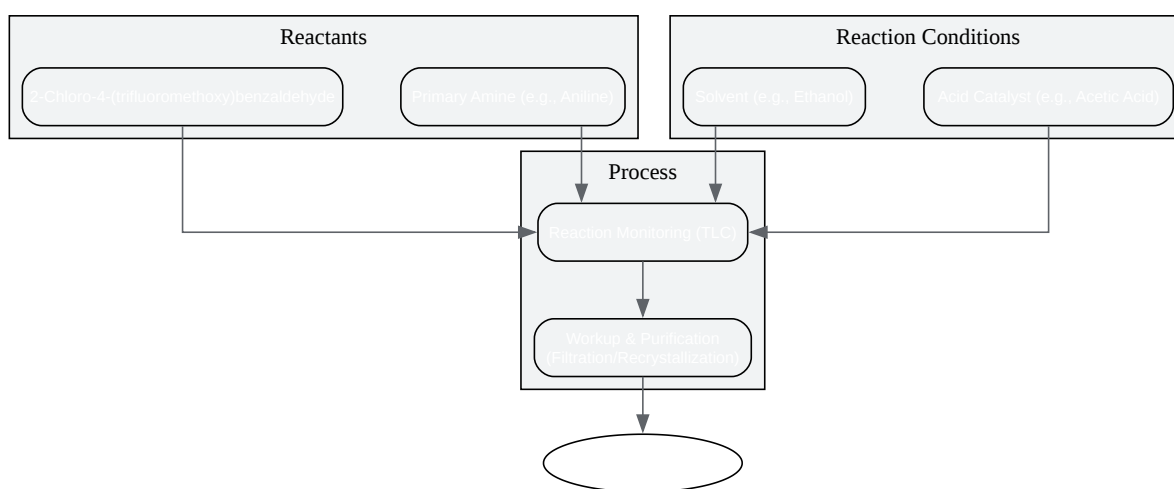 Reactants
Reaction Conditions
2-Chloro-4-(trifluoromethoxy)benzaldehyde
Primary Amine (e.g., Aniline)
Solvent (e.g., Ethanol)
Acid Catalyst (e.g., Acetic Acid)
Process
Reaction Monitoring (TLC)
Workup & Purification
(Filtration/Recrystallization)